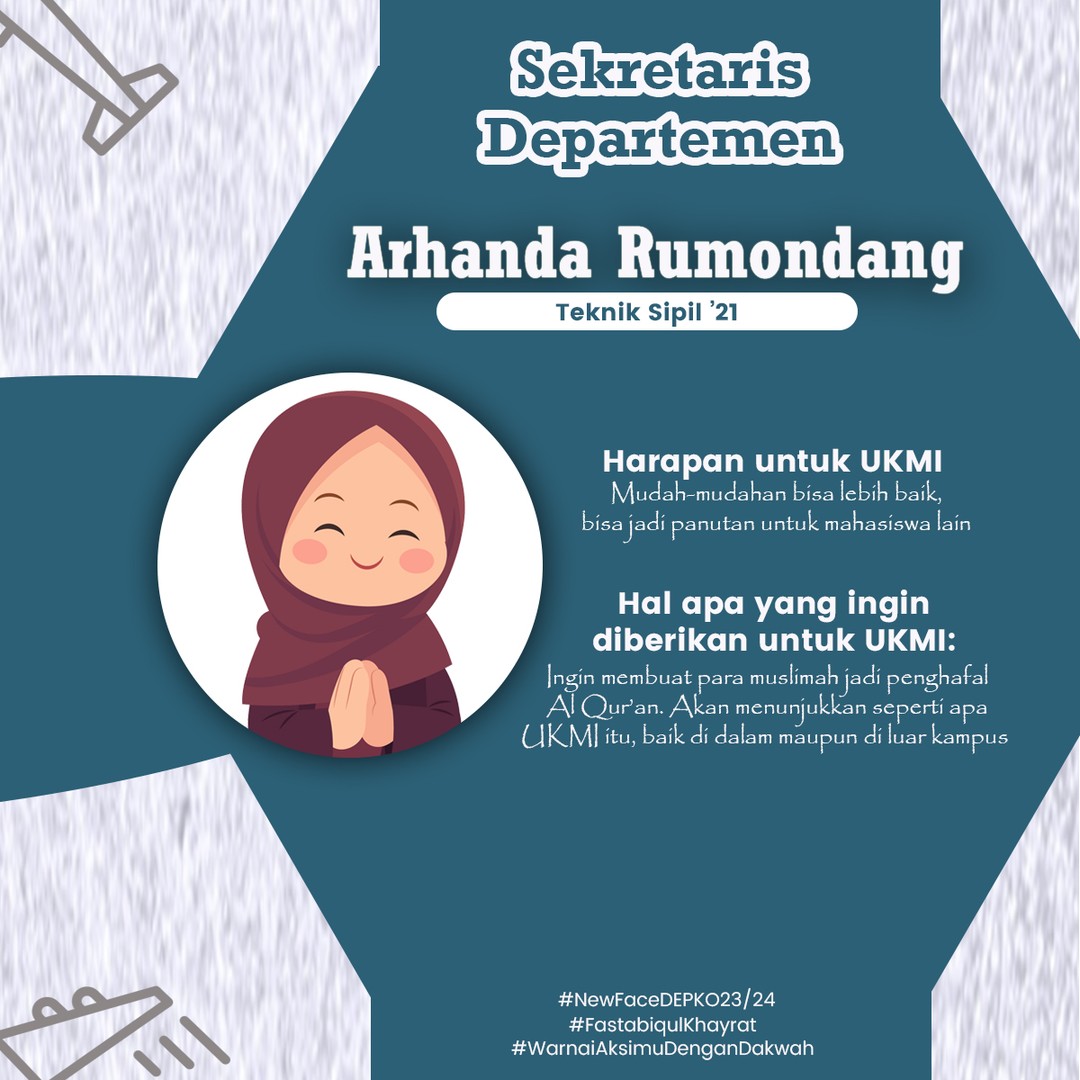 Sekretaris
Departemen
Arhanda Rumondang
Teknik Sipil ’21
Harapan untuk UKMI
Mudah-mudahan bisa lebih baik,
bisa jadi panutan untuk mahasiswa lain
Hal apa yang ingin
diberikan untuk UKMI:
Ingin membuat para muslimah jadi penghafal
Al Qur’an. Akan menunjukkan seperti apa
UKMI itu, baik di dalam maupun di luar kampus
#NewFaceDEPKO23/24
#FastabiqulKhayrat
#WarnaiAksimuDenganDakwah